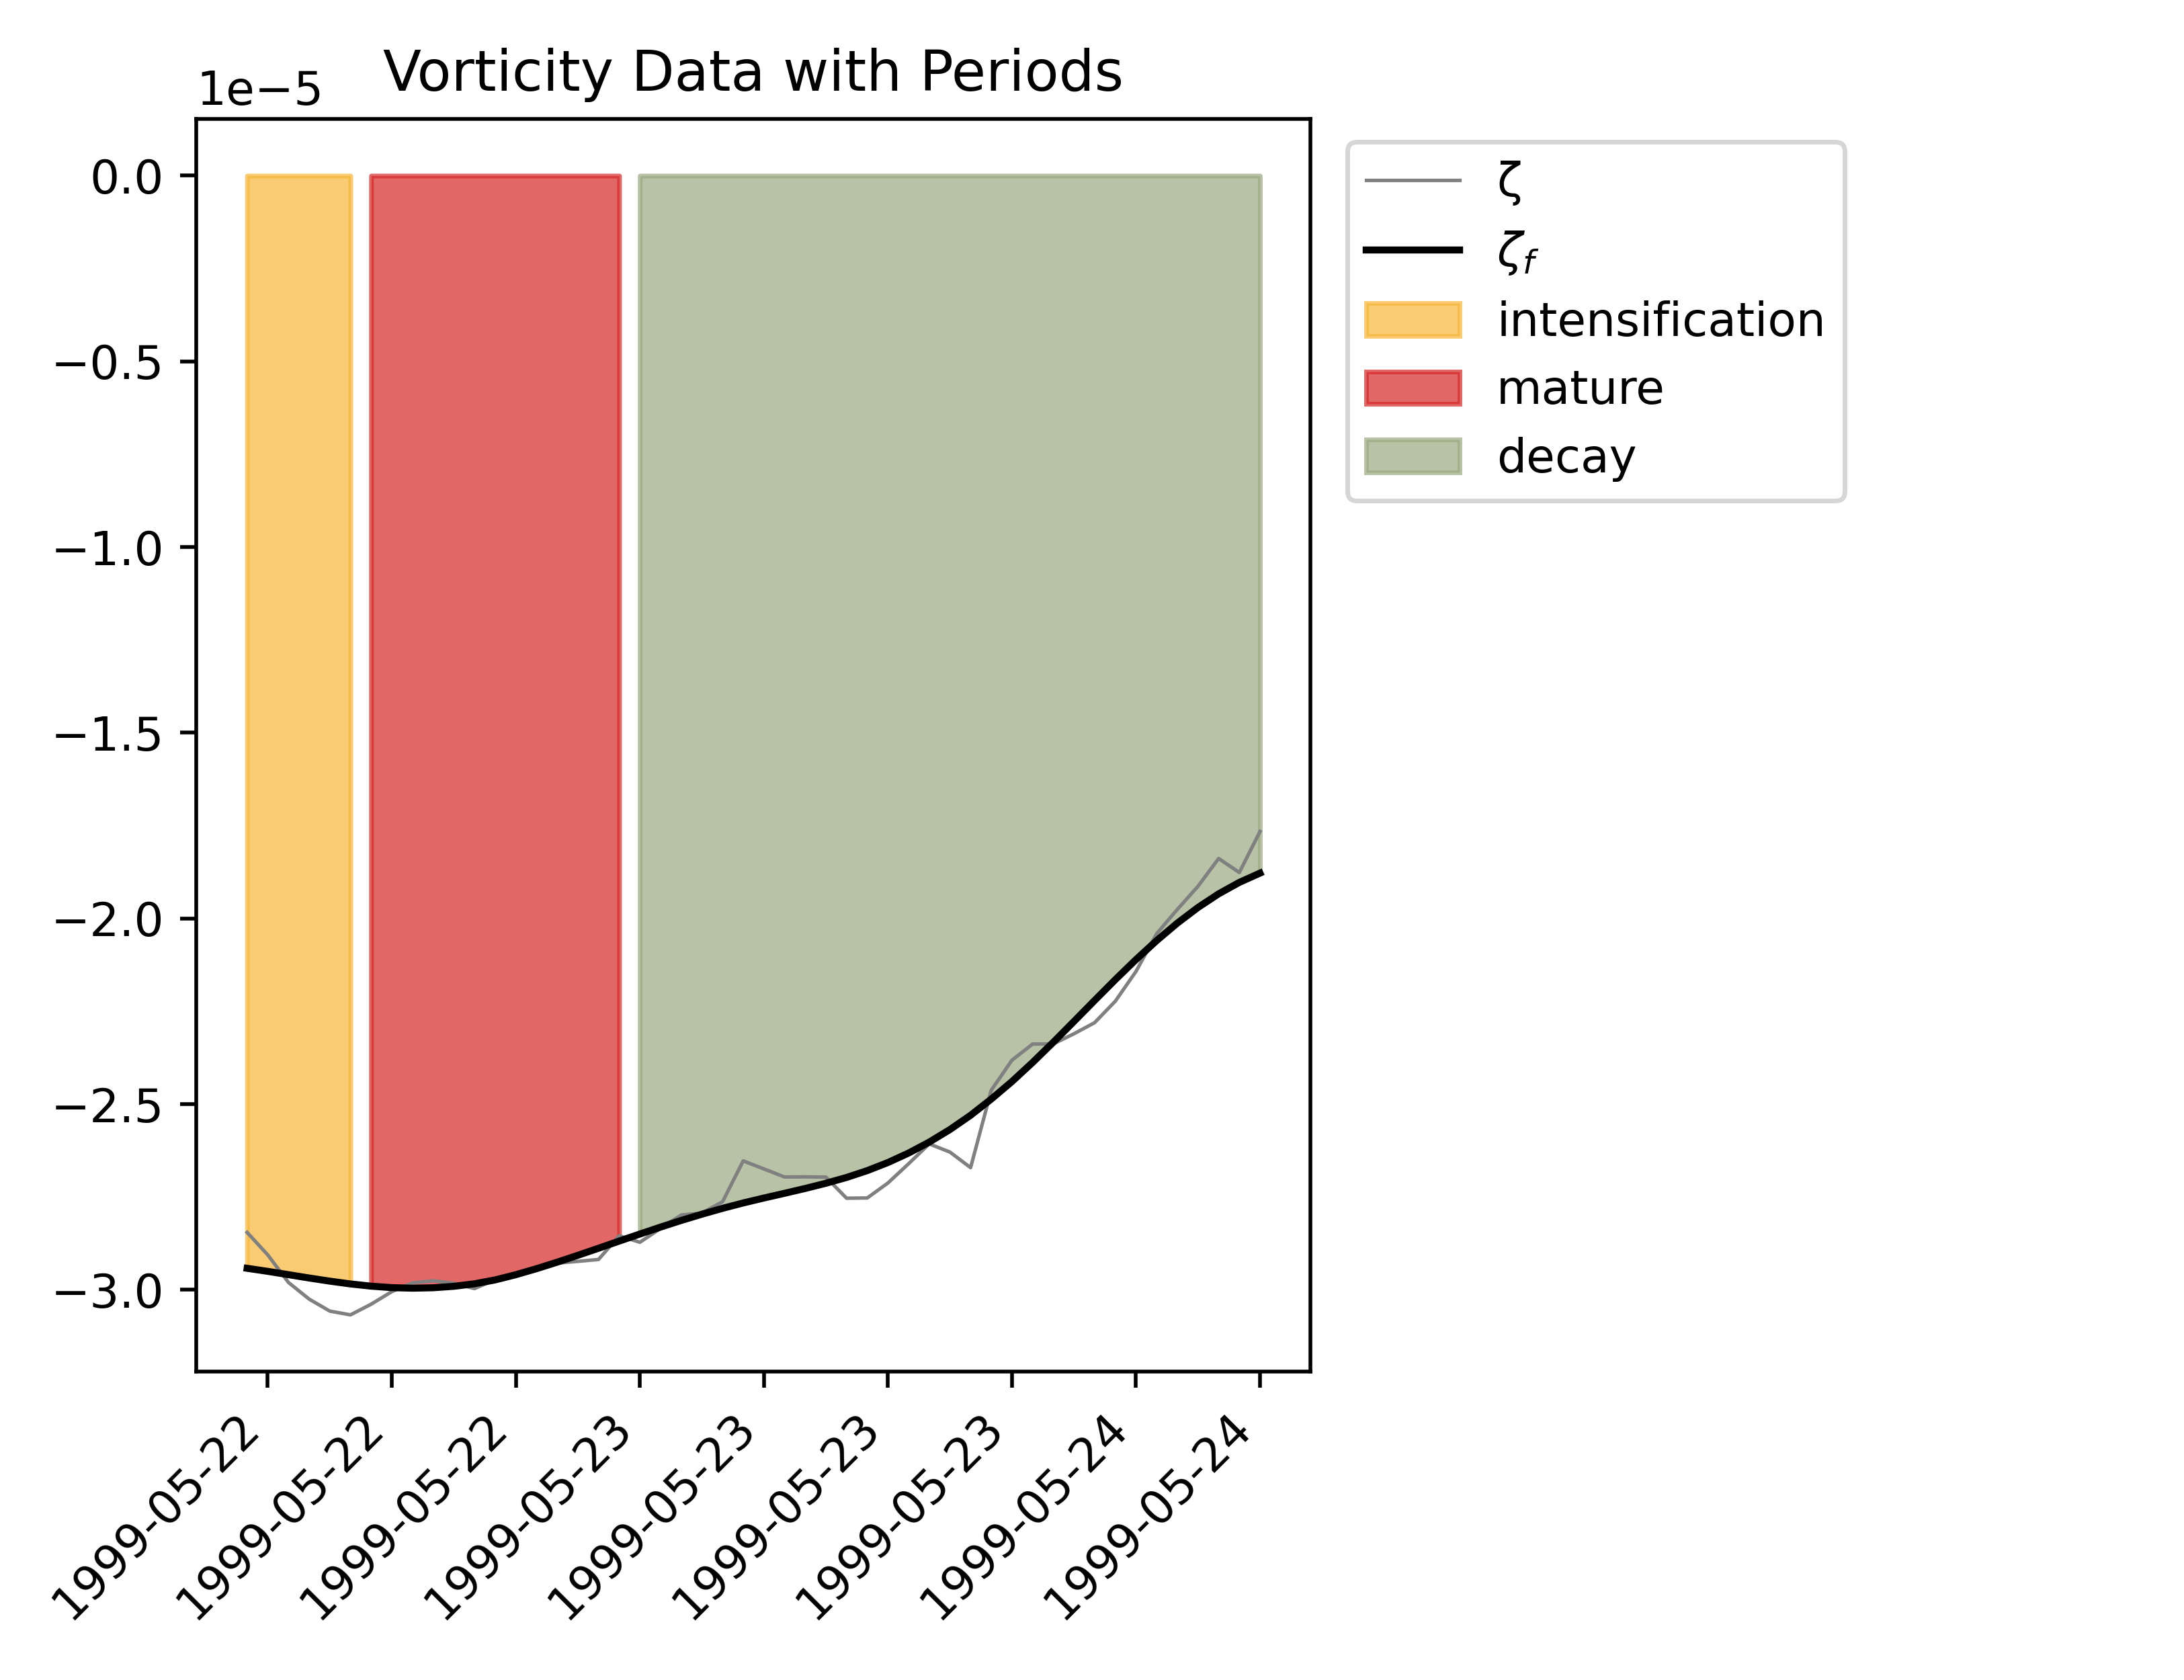 Vorticity Data with Periods
1e−5
0.0
−0.5
−1.0
−1.5
−2.0
−2.5
−3.0
1999-05-22
1999-05-22
1999-05-22
1999-05-23
1999-05-23
1999-05-23
1999-05-23
1999-05-24
1999-05-24
ζ
ζf
intensification
mature
decay